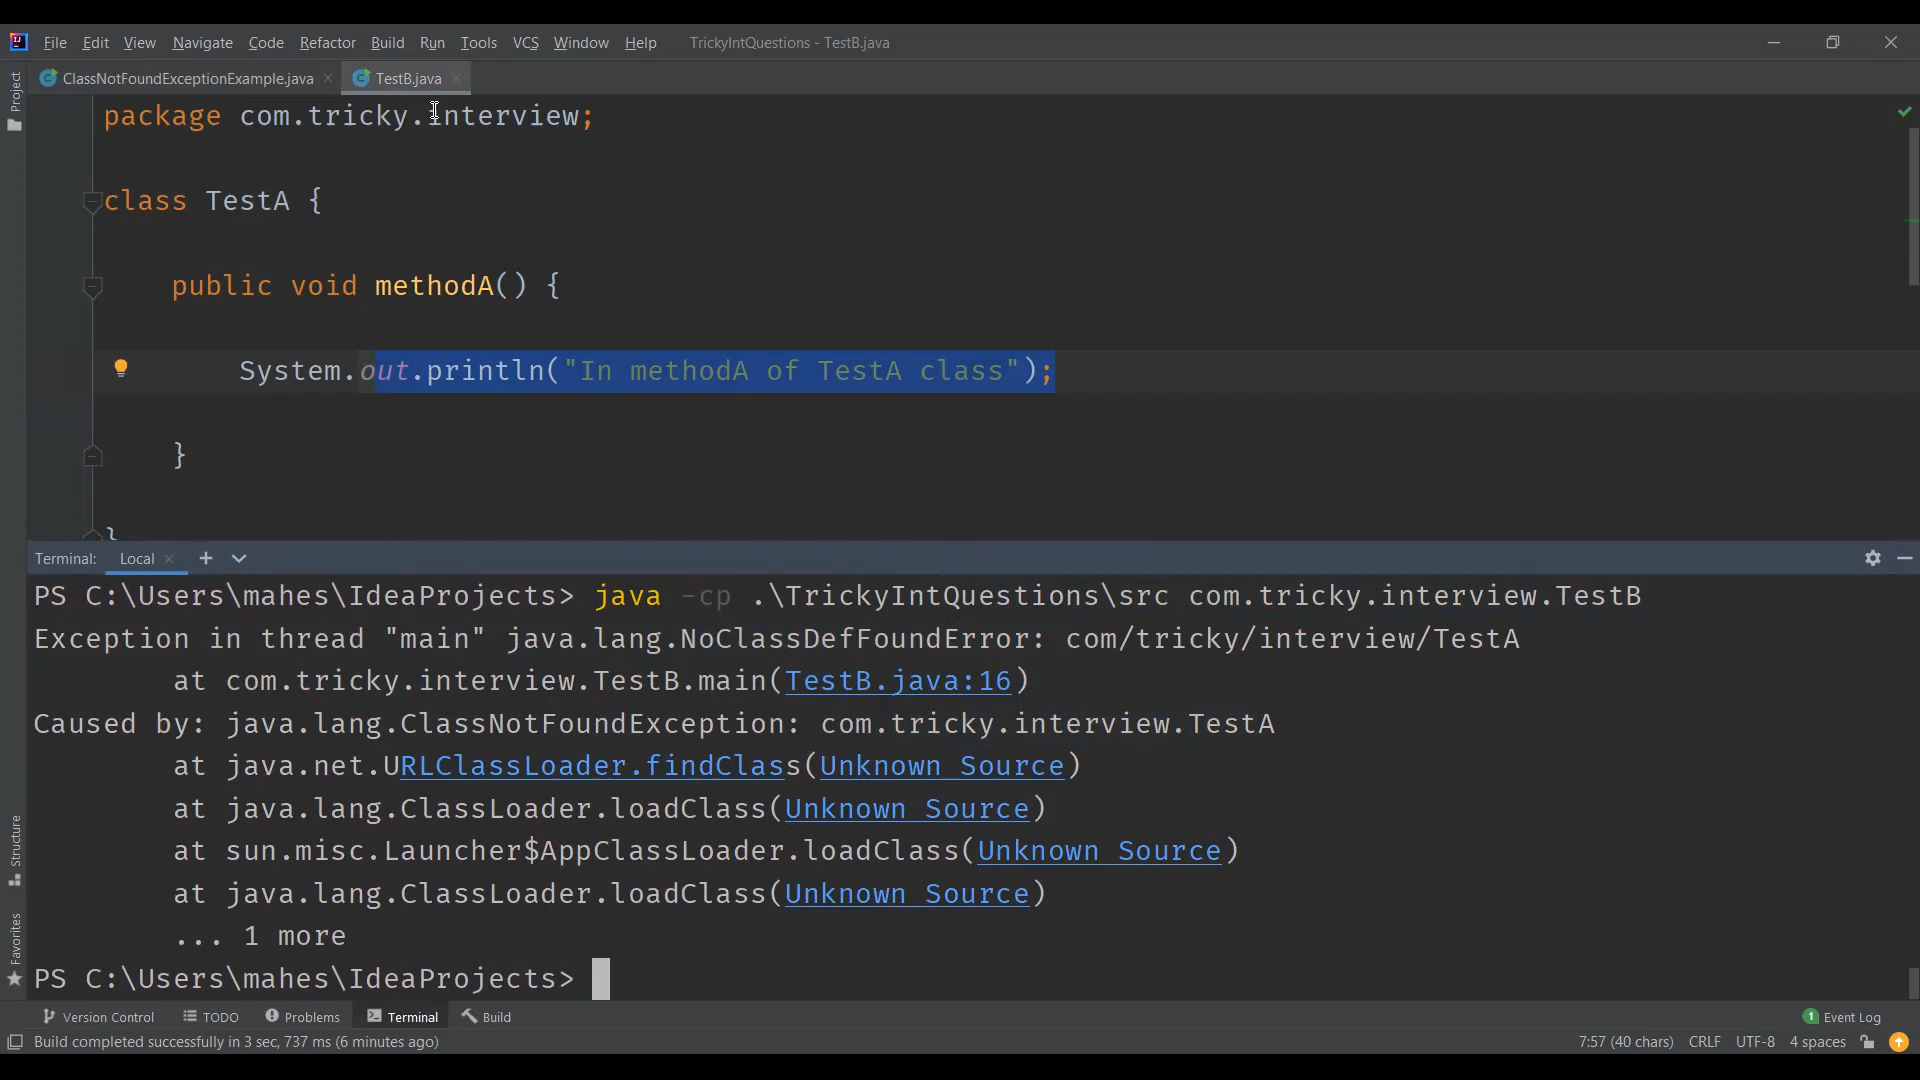 File Edit View Navigate Code Refactor Build Run Tools VCS Window Help TrickyIntQuestions - TestB.java
ClassNotFoundExceptionExample.java TestB.java
Project
package com.tricky.interview;
class TestA {
public void methodA() {
System.out.println("In methodA of TestA class");
}
}
Terminal: Local
PS C:\Users\mahes\IdeaProjects> java -cp .\TrickyIntQuestions\src com.tricky.interview.TestB
Exception in thread "main" java.lang.NoClassDefFoundError: com/tricky/interview/TestA
at com.tricky.interview.TestB.main(TestB.java:16)
Caused by: java.lang.ClassNotFoundException: com.tricky.interview.TestA
at java.net.URLClassLoader.findClass(Unknown Source)
at java.lang.ClassLoader.loadClass(Unknown Source)
at sun.misc.Launcher$AppClassLoader.loadClass(Unknown Source)
at java.lang.ClassLoader.loadClass(Unknown Source)
... 1 more
PS C:\Users\mahes\IdeaProjects>
Structure
Favorites
Version Control TODO Problems Terminal Build 1 Event Log
Build completed successfully in 3 sec, 737 ms (6 minutes ago) 7:57 (40 chars) CRLF UTF-8 4 spaces